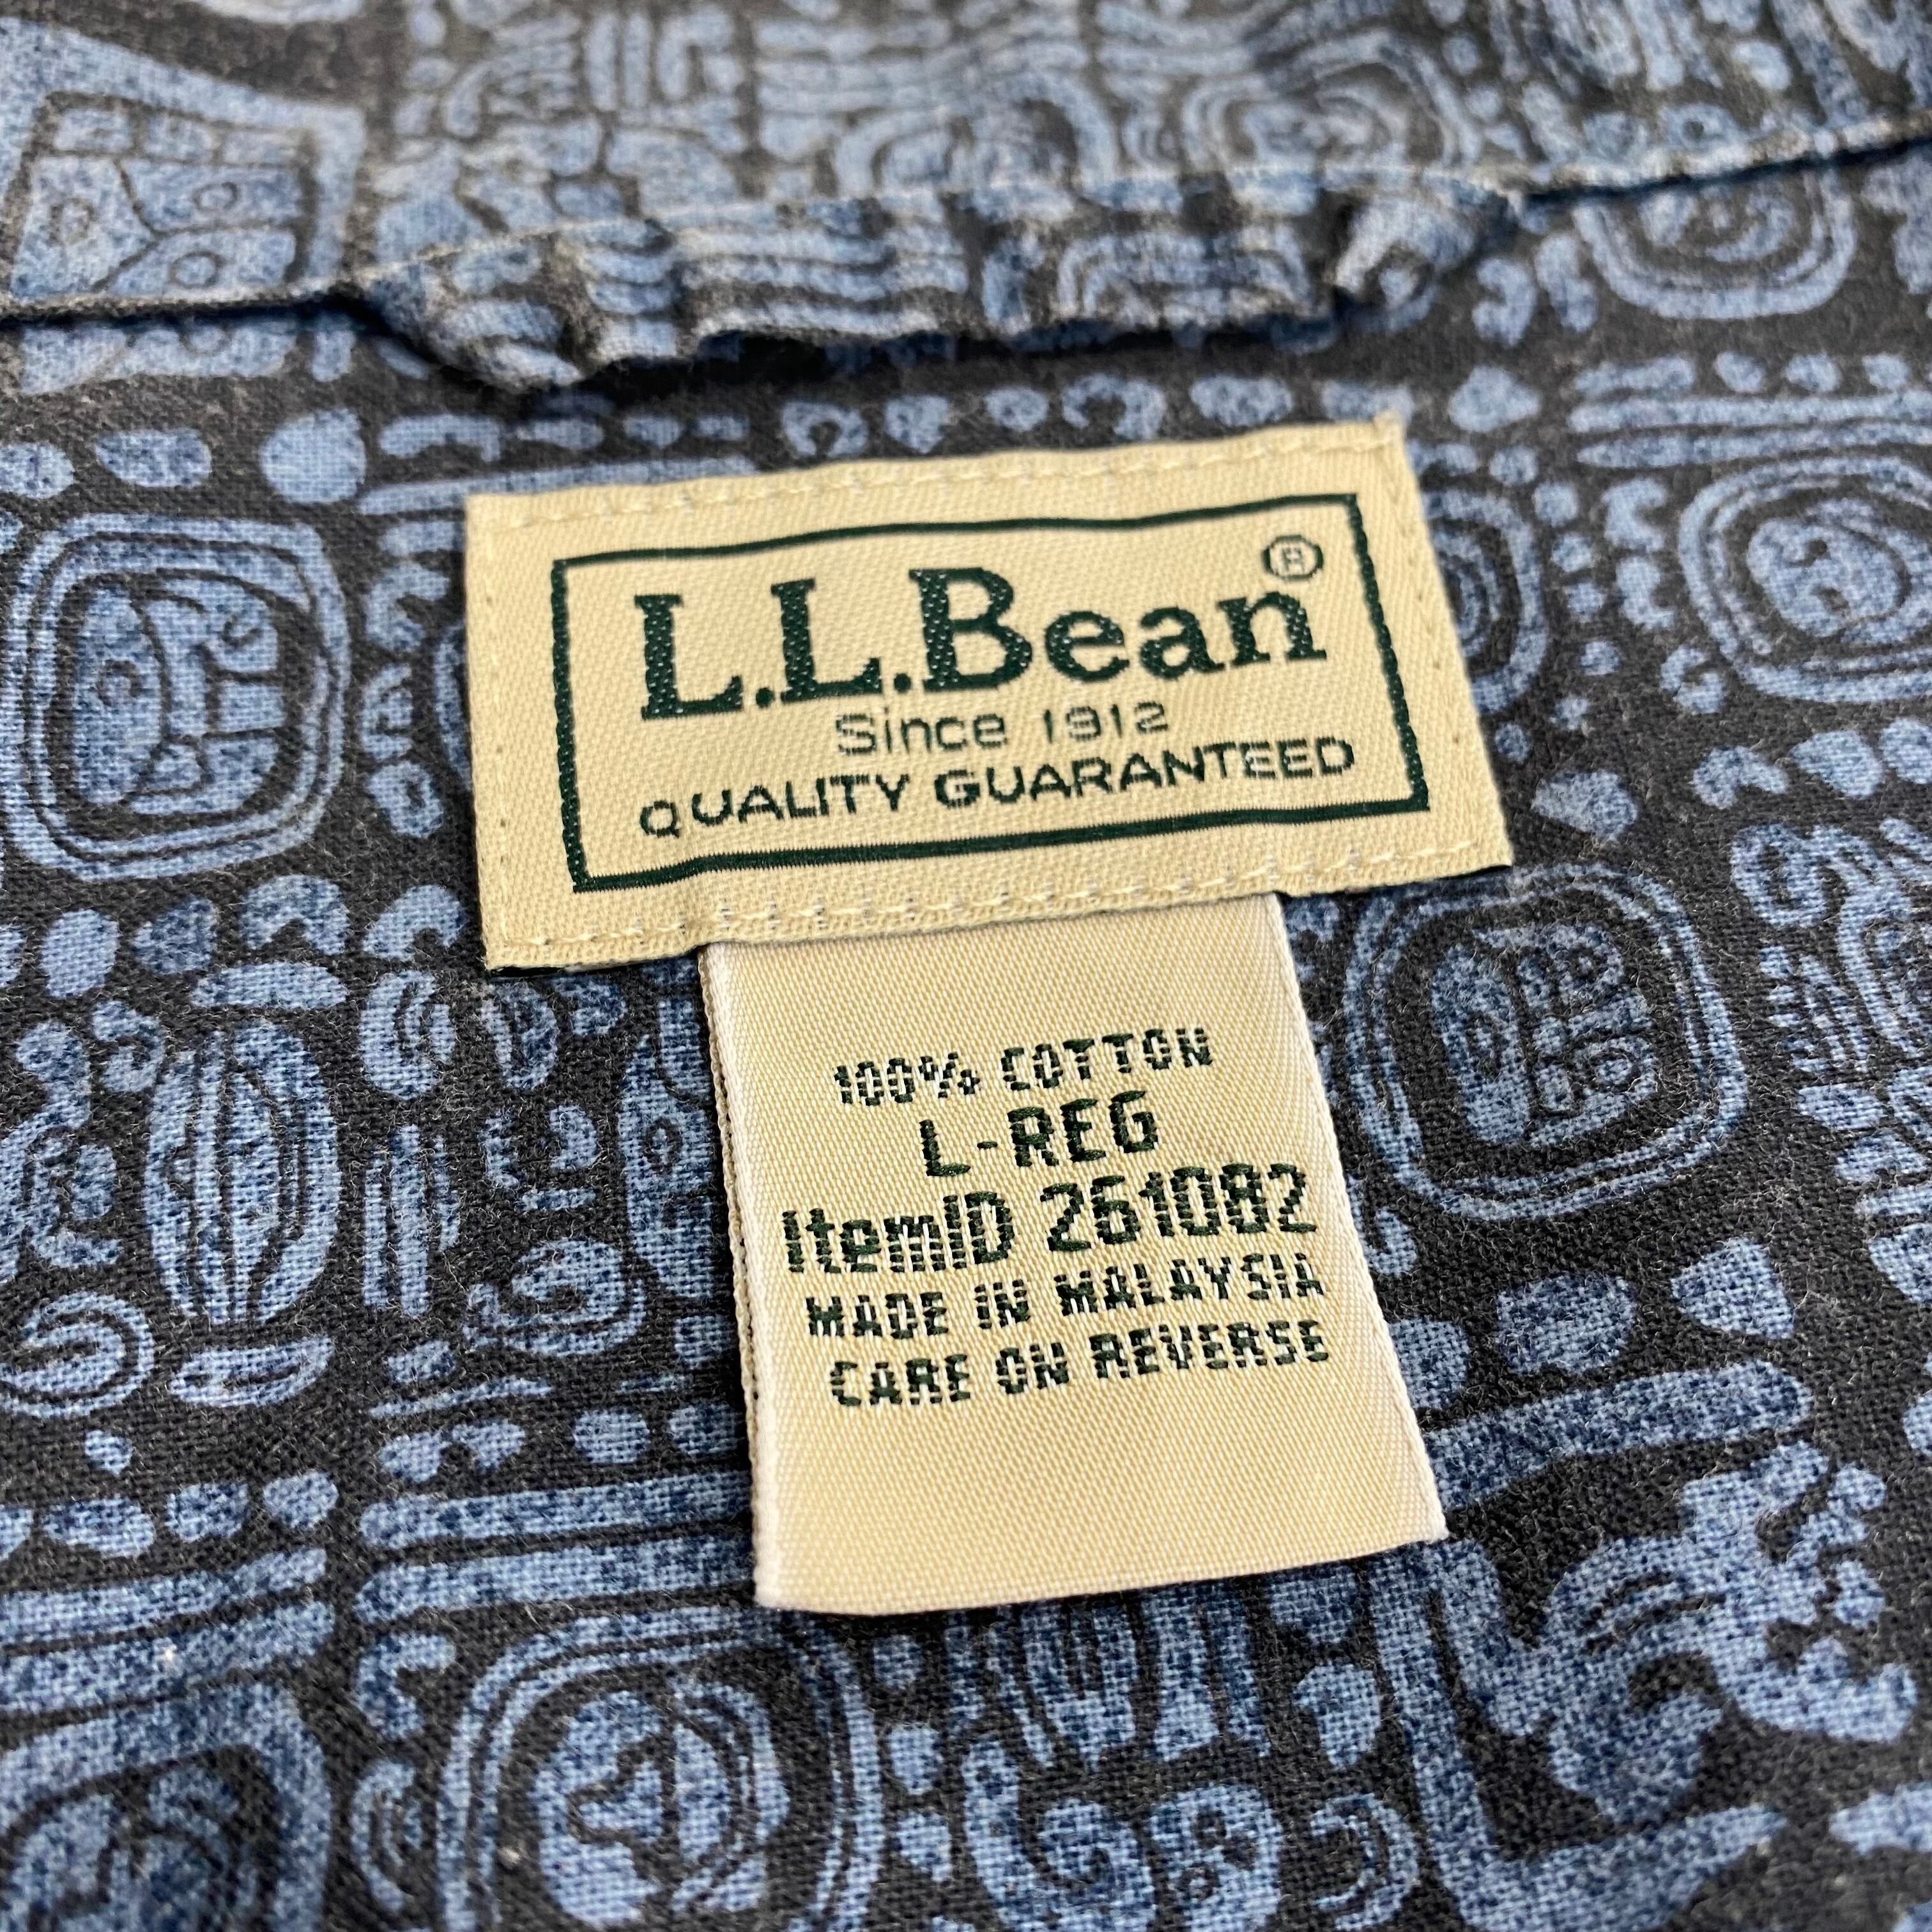 L.L.Bean®
Since 1912
QUALITY GUARANTEED
100% COTTON
L-REG
ItemID 261082
MADE IN MALAYSIA
CARE ON REVERSE